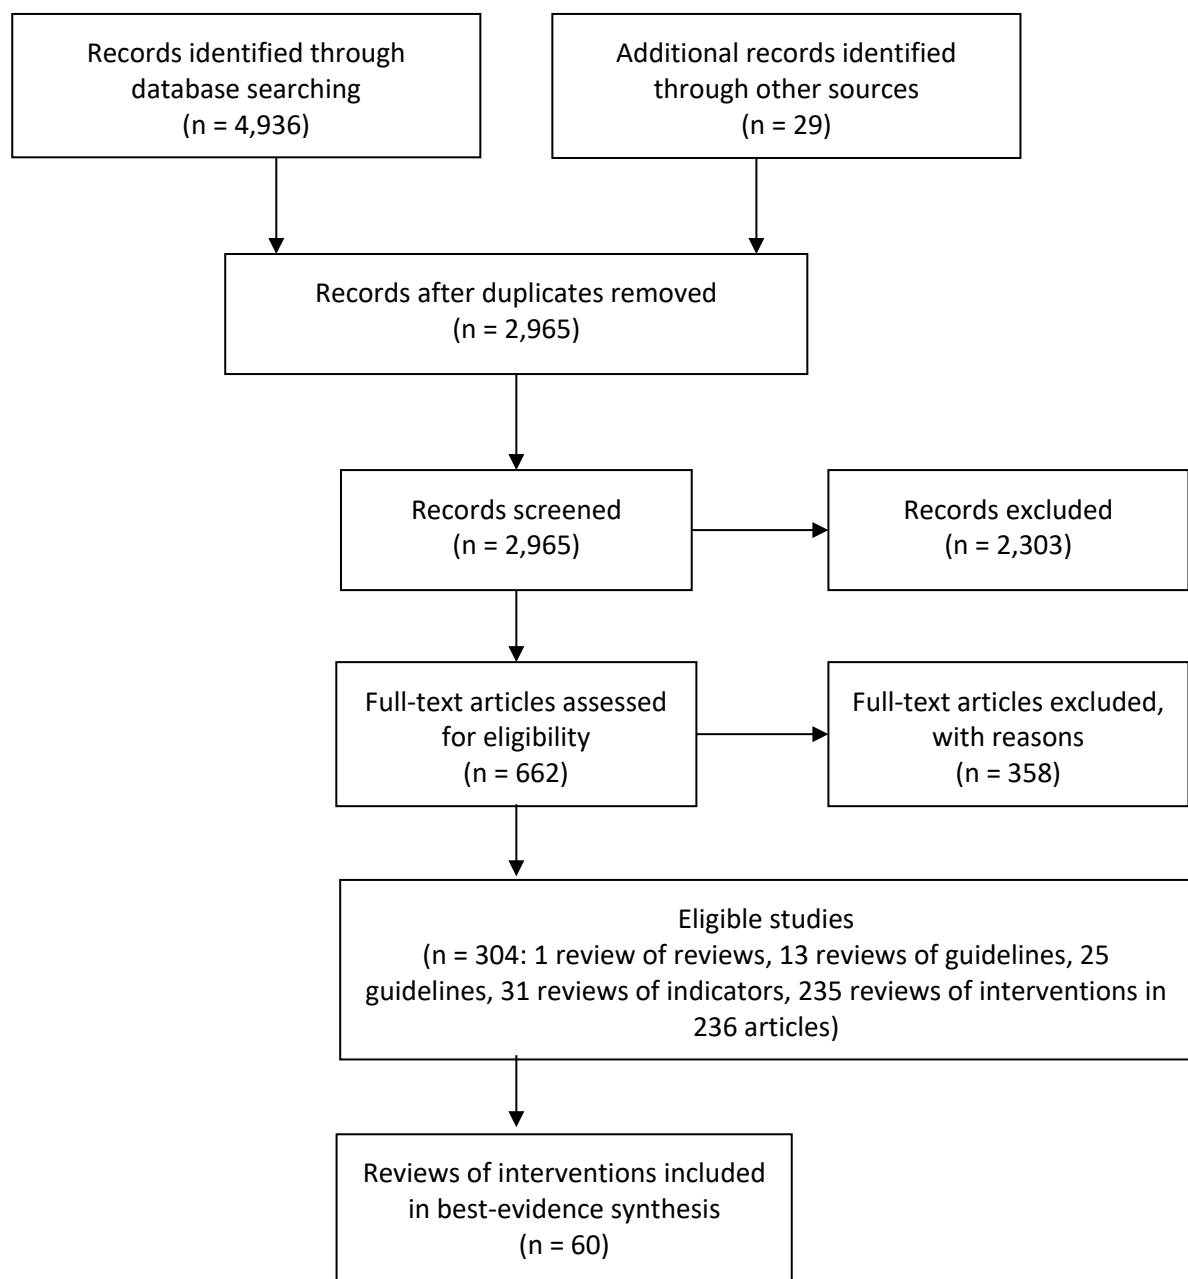 Records identified through
database searching
(n = 4,936)
Additional records identified
through other sources
(n = 29)
Records after duplicates removed
(n = 2,965)
Records screened
(n = 2,965)
Records excluded
(n = 2,303)
Full-text articles assessed
for eligibility
(n = 662)
Full-text articles excluded,
with reasons
(n = 358)
Eligible studies
(n = 304: 1 review of reviews, 13 reviews of guidelines, 25
guidelines, 31 reviews of indicators, 235 reviews of interventions in
236 articles)
Reviews of interventions included
in best-evidence synthesis
(n = 60)